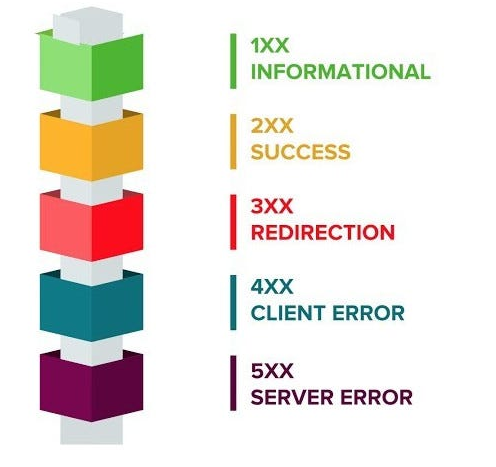 1XX
INFORMATIONAL
2XX
SUCCESS
3XX
REDIRECTION
4XX
CLIENT ERROR
5XX
SERVER ERROR